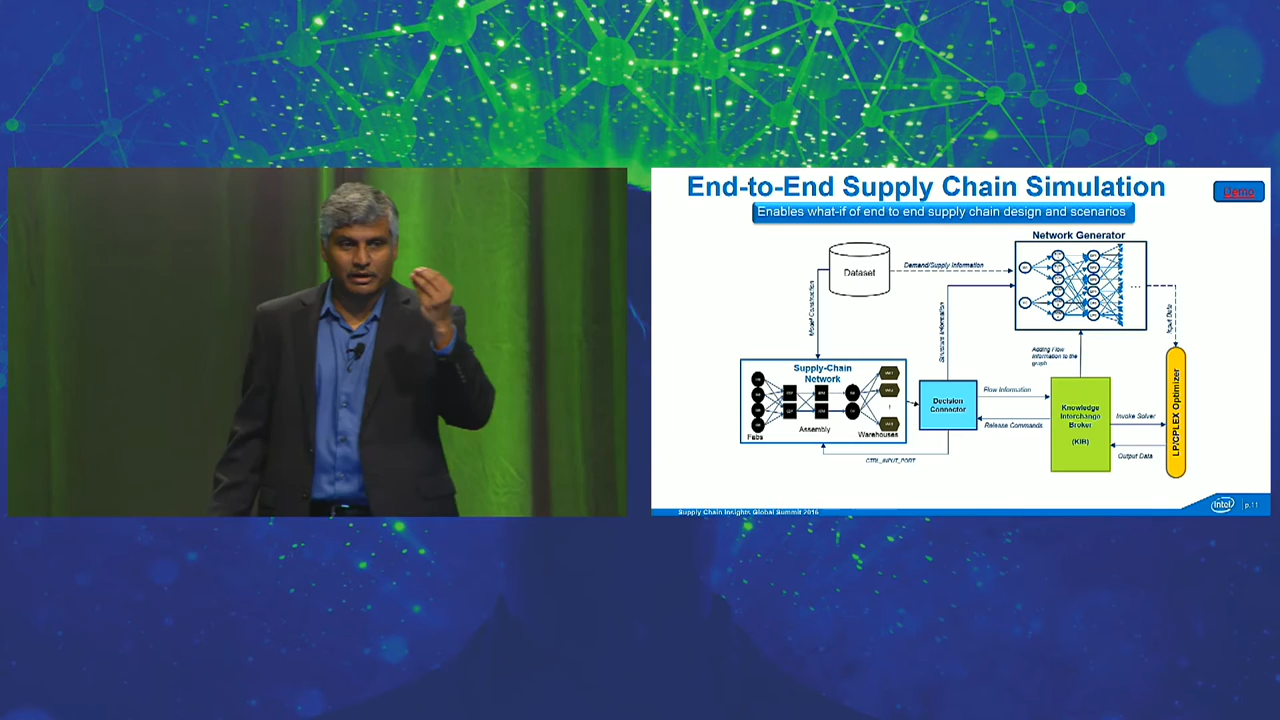 End-to-End Supply Chain Simulation
Demo
Enables what-if of end to end supply chain design and scenarios
Network Generator
Dataset
Demand/Supply Information
...
Model Construction
Structure Information
Input Data
Adding Flow
Information to the
graph
Supply-Chain
Network
Fabs
Assembly
Warehouses
Decision
Connector
Flow Information
Release Commands
Knowledge
Interchange
Broker
(KIB)
Invoke Solver
Output Data
LP/CPLEX Optimizer
CTRL_INPUT_PORT
Supply Chain Insights Global Summit 2016
intel
p.11